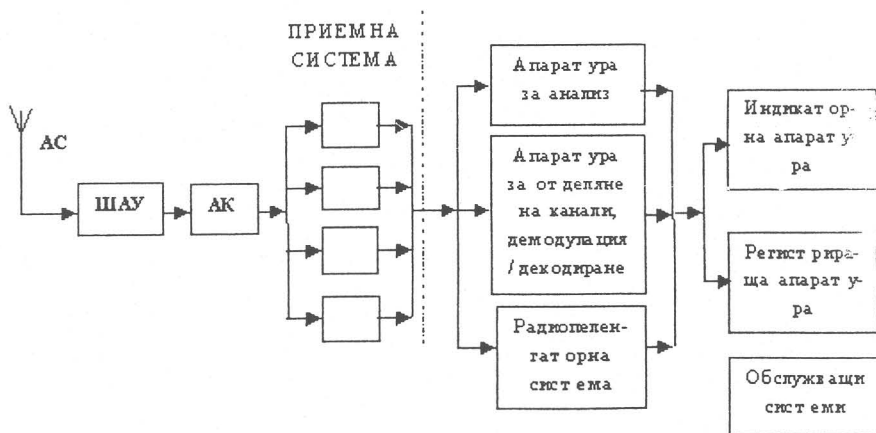 ПРИЕМНА
СИСТЕМА
АС
ШАУ
АК
Апаратура
за анализ
Апаратура
за отделяне
на канали,
демодулация
/декодиране
Радиопелен-
гаторна
система
Индикатор-
на апарату-
ра
Регистрира-
ща апарату-
ра
Обслужващи
системи